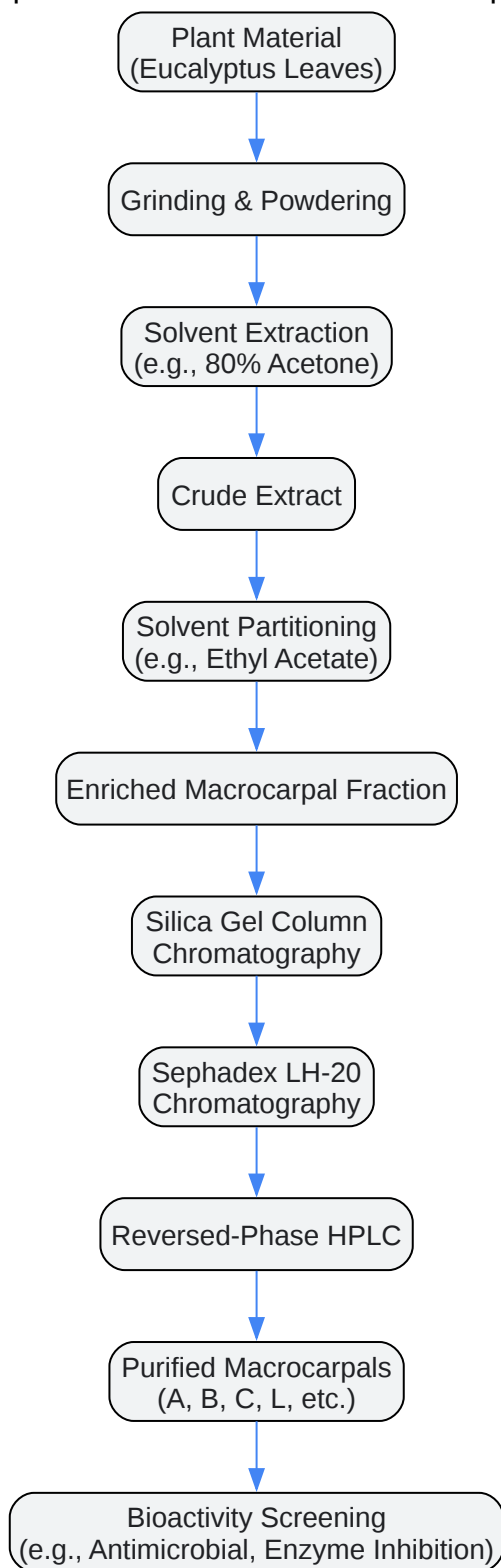 Plant Material
(Eucalyptus Leaves)
Grinding & Powdering
Solvent Extraction
(e.g., 80% Acetone)
Crude Extract
Solvent Partitioning
(e.g., Ethyl Acetate)
Enriched Macrocarpal Fraction
Silica Gel Column
Chromatography
Sephadex LH-20
Chromatography
Reversed-Phase HPLC
Purified Macrocarpals
(A, B, C, L, etc.)
Bioactivity Screening
(e.g., Antimicrobial, Enzyme Inhibition)